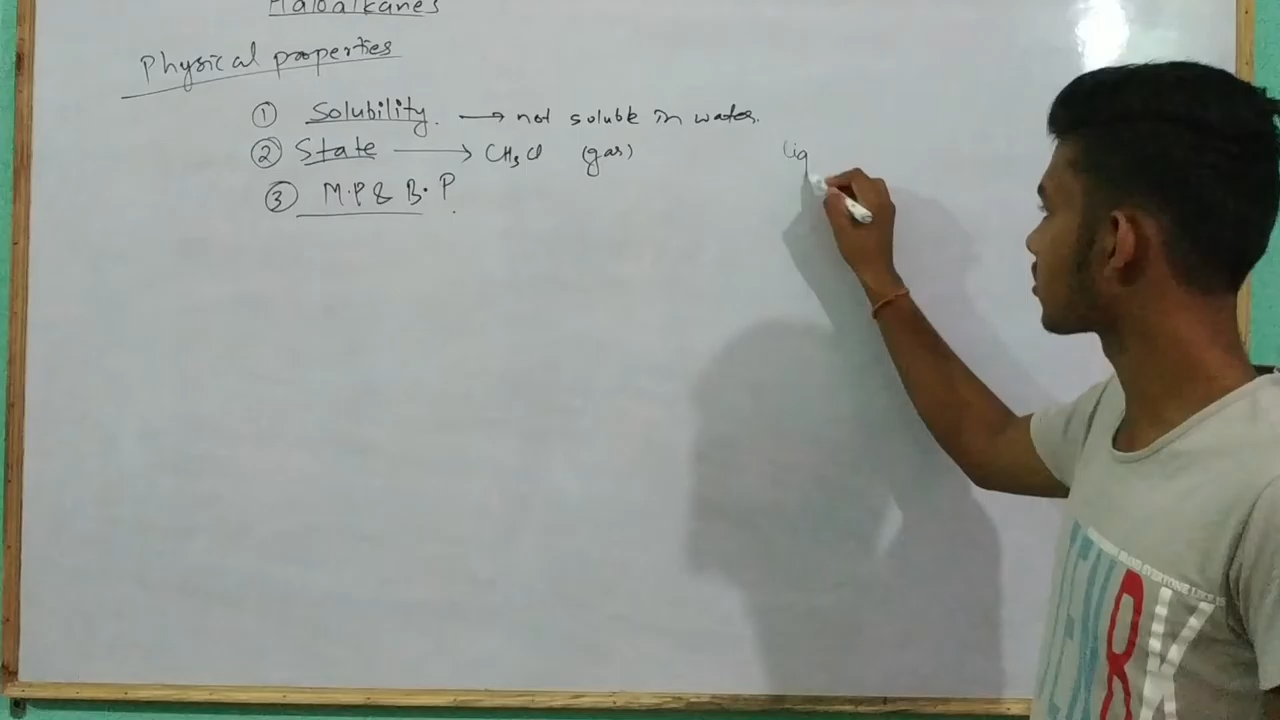 Haloalkanes
Physical properties
① Solubility. → not soluble in water.
② State → CH3Cl (gas) liq
③ M.P & B.P.